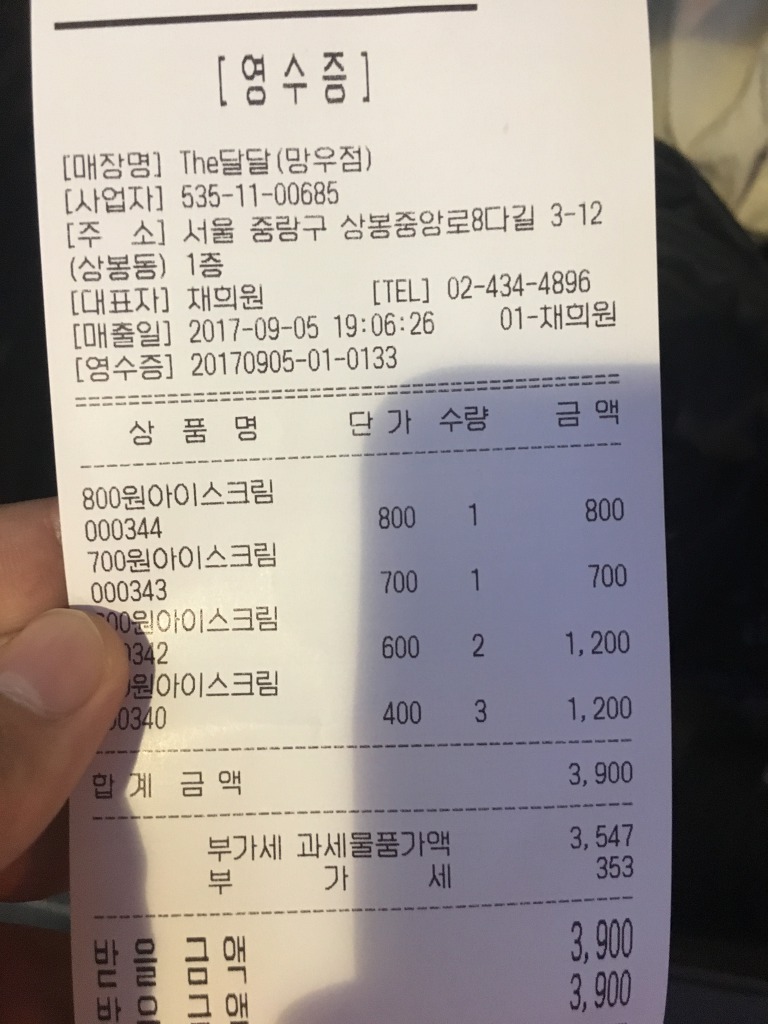 [영수증]
[매장명] The달달(망우점)
[사업자] 535-11-00685
[주 소] 서울 중랑구 상봉중앙로8다길 3-12
(상봉동) 1층
[대표자] 채희원 [TEL] 02-434-4896
[매출일] 2017-09-05 19:06:26 01-채희원
[영수증] 20170905-01-0133
상 품 명 단 가 수량 금 액
800원아이스크림
000344 800 1 800
700원아이스크림
000343 700 1 700
00원아이스크림
342 600 2 1,200
원아이스크림
0340 400 3 1,200
합 계 금 액 3,900
부가세 과세물품가액 3,547
부 가 세 353
받 을 금 액 3,900
받 은 금 액 3,900